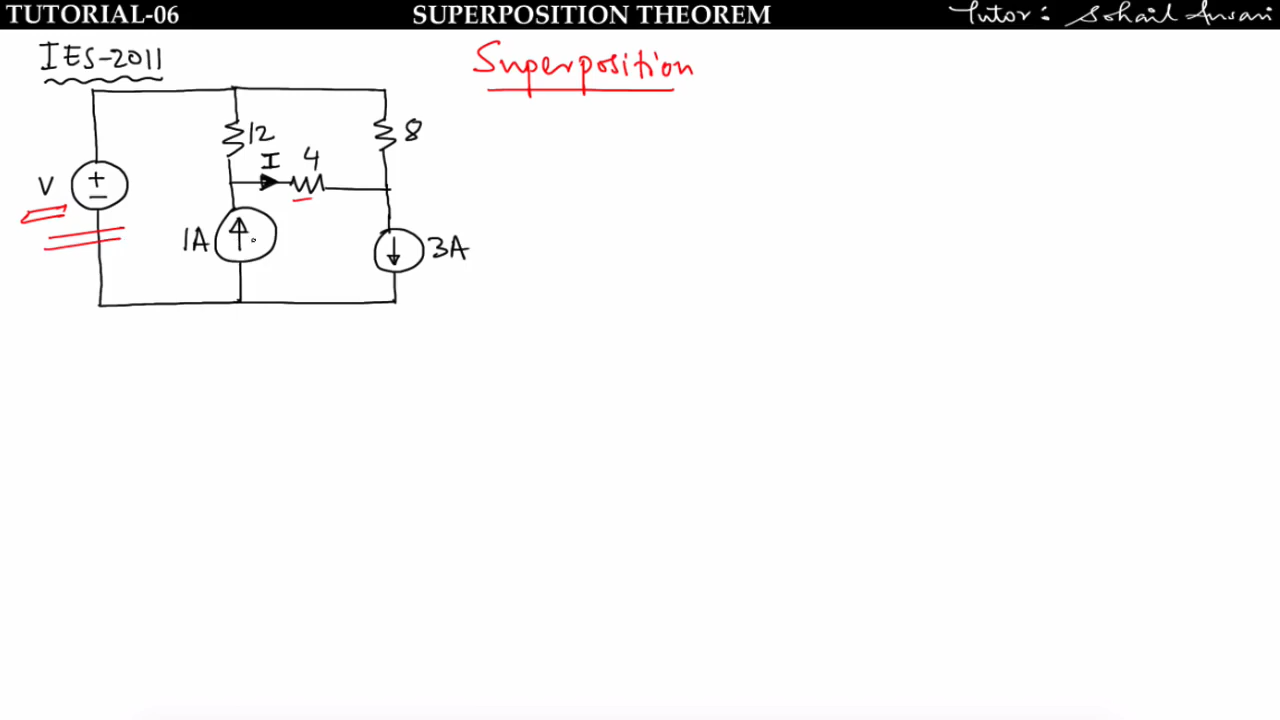 TUTORIAL-06 SUPERPOSITION THEOREM Tutor: Sohail Ansari
IES-2011
Superposition
12
8
I
4
V
+
−
1A
3A